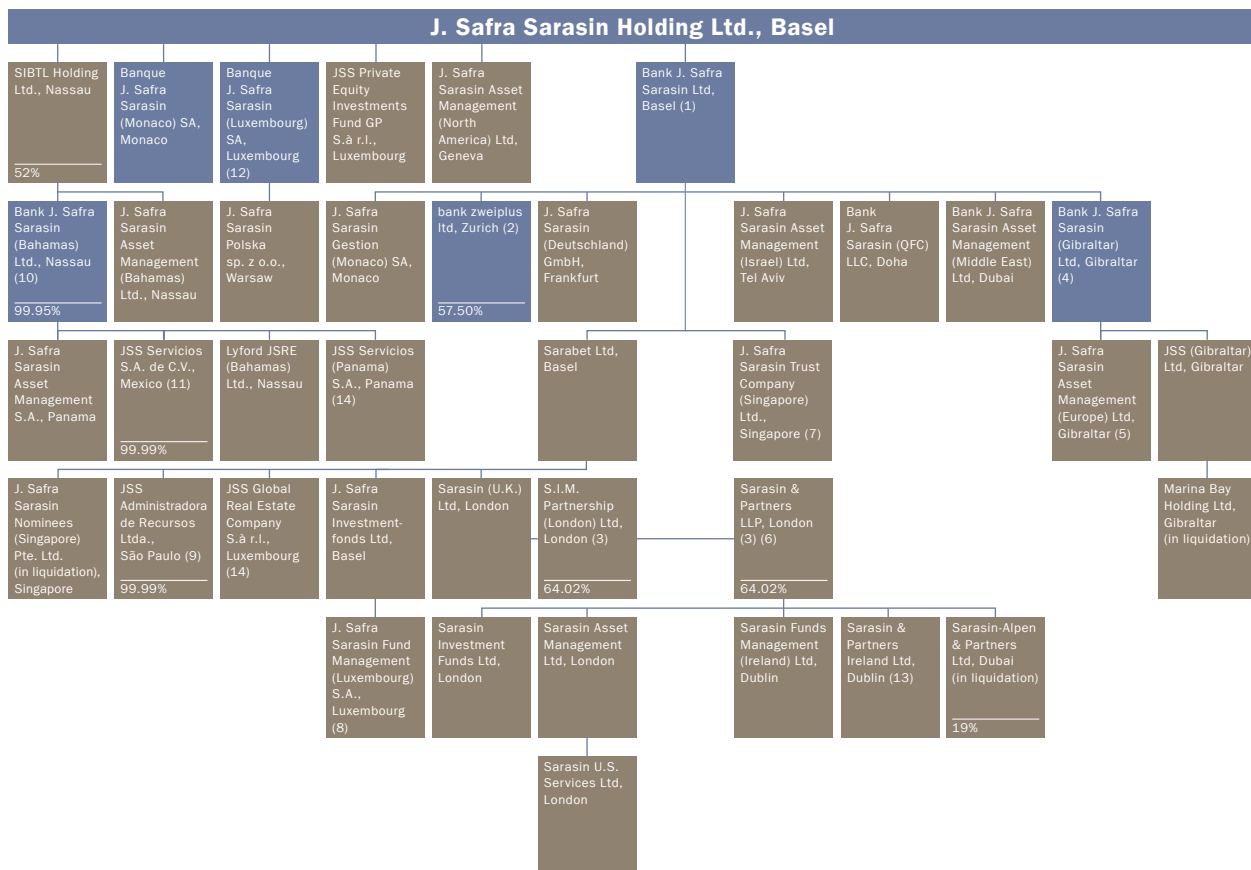 J. Safra Sarasin Holding Ltd., Basel
SIBTL Holding
Ltd., Nassau
52%
Banque
J. Safra
Sarasin
(Monaco) SA,
Monaco
Banque
J. Safra
Sarasin
(Luxembourg)
SA,
Luxembourg
(12)
JSS Private
Equity
Investments
Fund GP
S.à r.l.,
Luxembourg
J. Safra
Sarasin Asset
Management
(North
America) Ltd,
Geneva
Bank J. Safra
Sarasin Ltd,
Basel (1)
Bank J. Safra
Sarasin
(Bahamas)
Ltd., Nassau
(10)
99.95%
J. Safra
Sarasin
Asset
Management
(Bahamas)
Ltd., Nassau
J. Safra
Sarasin
Polska
sp. z o.o.,
Warsaw
J. Safra
Sarasin
Gestion
(Monaco) SA,
Monaco
bank zweiplus
ltd, Zurich (2)
57.50%
J. Safra
Sarasin
(Deutschland)
GmbH,
Frankfurt
J. Safra
Sarasin Asset
Management
(Israel) Ltd,
Tel Aviv
Bank
J. Safra
Sarasin (QFC)
LLC, Doha
Bank J. Safra
Sarasin Asset
Management
(Middle East)
Ltd, Dubai
Bank J. Safra
Sarasin
(Gibraltar)
Ltd, Gibraltar
(4)
J. Safra
Sarasin
Asset
Management
S.A., Panama
JSS Servicios
S.A. de C.V.,
Mexico (11)
99.99%
Lyford JSRE
(Bahamas)
Ltd., Nassau
JSS Servicios
(Panama)
S.A., Panama
(14)
Sarabet Ltd,
Basel
J. Safra
Sarasin Trust
Company
(Singapore)
Ltd.,
Singapore (7)
J. Safra
Sarasin
Asset
Management
(Europe) Ltd,
Gibraltar (5)
JSS (Gibraltar)
Ltd, Gibraltar
J. Safra
Sarasin
Nominees
(Singapore)
Pte. Ltd.
(in liquidation),
Singapore
JSS
Administradora
de Recursos
Ltda.,
São Paulo (9)
99.99%
JSS Global
Real Estate
Company
S.à r.l.,
Luxembourg
(14)
J. Safra
Sarasin
Investment-
fonds Ltd,
Basel
Sarasin (U.K.)
Ltd, London
S.I.M.
Partnership
(London) Ltd,
London (3)
64.02%
Sarasin &
Partners
LLP, London
(3) (6)
64.02%
Marina Bay
Holding Ltd,
Gibraltar
(in liquidation)
J. Safra
Sarasin Fund
Management
(Luxembourg)
S.A.,
Luxembourg
(8)
Sarasin
Investment
Funds Ltd,
London
Sarasin Asset
Management
Ltd, London
Sarasin Funds
Management
(Ireland) Ltd,
Dublin
Sarasin &
Partners
Ireland Ltd,
Dublin (13)
Sarasin-Alpen
& Partners
Ltd, Dubai
(in liquidation)
19%
Sarasin U.S.
Services Ltd,
London